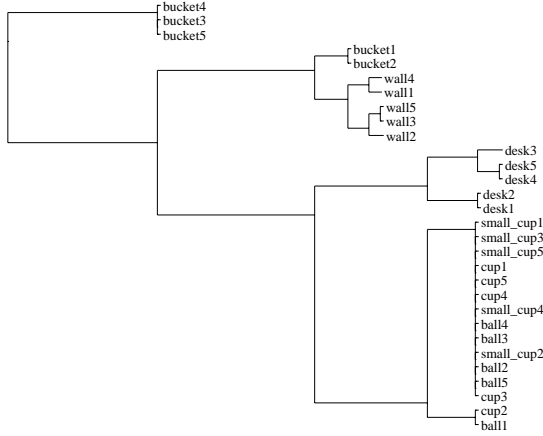 bucket4
bucket3
bucket5
bucket1
bucket2
wall4
wall1
wall5
wall3
wall2
desk3
desk5
desk4
desk2
desk1
small_cup1
small_cup3
small_cup5
cup1
cup5
cup4
small_cup4
ball4
ball3
small_cup2
ball2
ball5
cup3
cup2
ball1